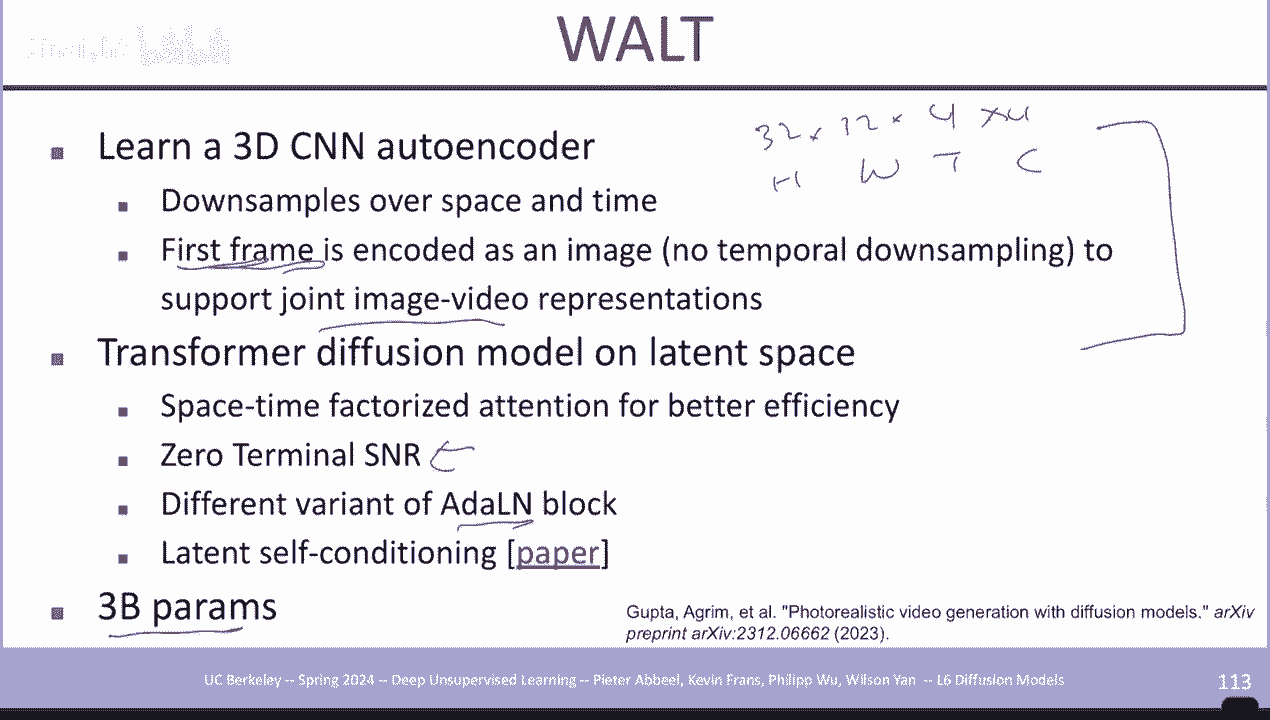 WALT
32 x 12 x 4 x 4
H W T C
Learn a 3D CNN autoencoder
Downsamples over space and time
First frame is encoded as an image (no temporal downsampling) to
support joint image-video representations
Transformer diffusion model on latent space
Space-time factorized attention for better efficiency
Zero Terminal SNR
Different variant of AdaLN block
Latent self-conditioning [paper]
3B params
Gupta, Agrim, et al. "Photorealistic video generation with diffusion models." arXiv
preprint arXiv:2312.06662 (2023).
UC Berkeley -- Spring 2024 -- Deep Unsupervised Learning -- Pieter Abbeel, Kevin Frans, Philipp Wu, Wilson Yan -- L6 Diffusion Models
113